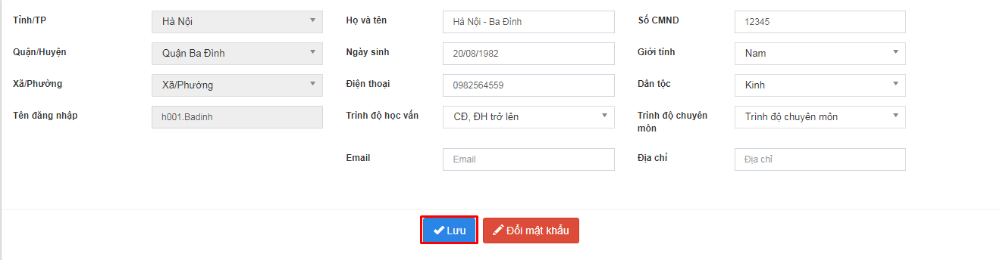 Tỉnh/TP Hà Nội Họ và tên Hà Nội - Ba Đình Số CMND 12345
Quận/Huyện Quận Ba Đình Ngày sinh 20/08/1982 Giới tính Nam
Xã/Phường Xã/Phường Điện thoại 0982564559 Dân tộc Kinh
Tên đăng nhập h001.Badinh Trình độ học vấn CĐ, ĐH trở lên Trình độ chuyên môn Trình độ chuyên môn
Email Email Địa chỉ Địa chỉ
Lưu Đổi mật khẩu